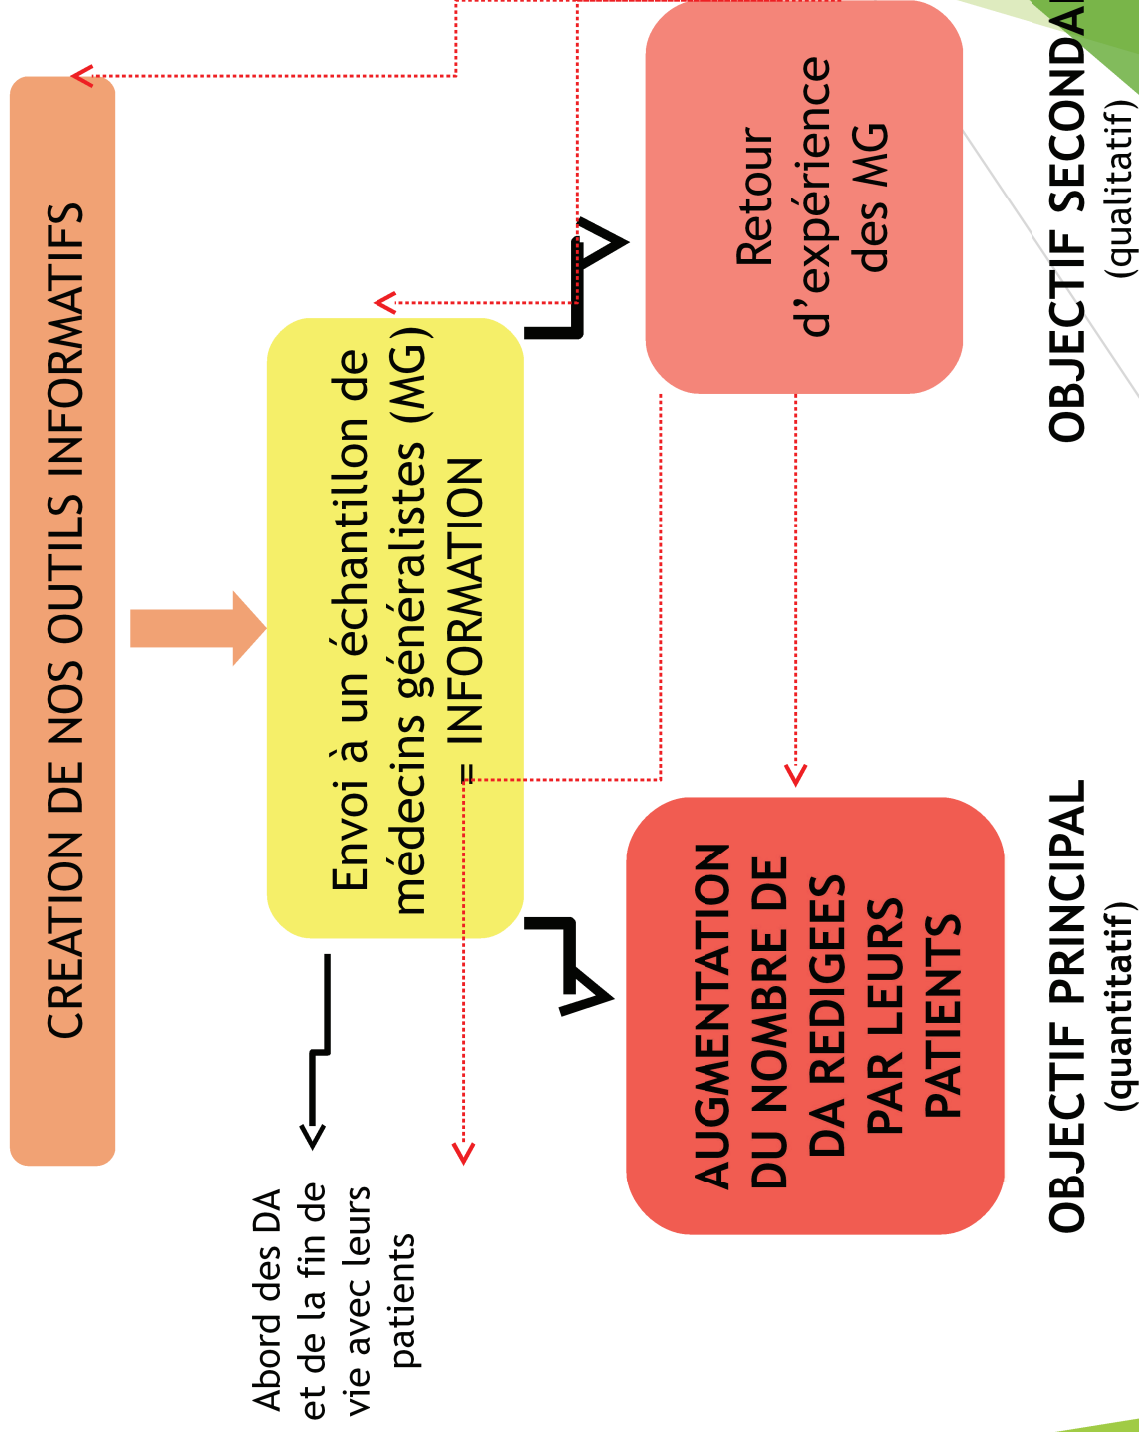 CREATION DE NOS OUTILS INFORMATIFS
Envoi à un échantillon de
médecins généralistes (MG)
= INFORMATION
Abord des DA
et de la fin de
vie avec leurs
patients
AUGMENTATION
DU NOMBRE DE
DA REDIGEES
PAR LEURS
PATIENTS
Retour
d’expérience
des MG
OBJECTIF PRINCIPAL
(quantitatif)
OBJECTIF SECONDAI
(qualitatif)